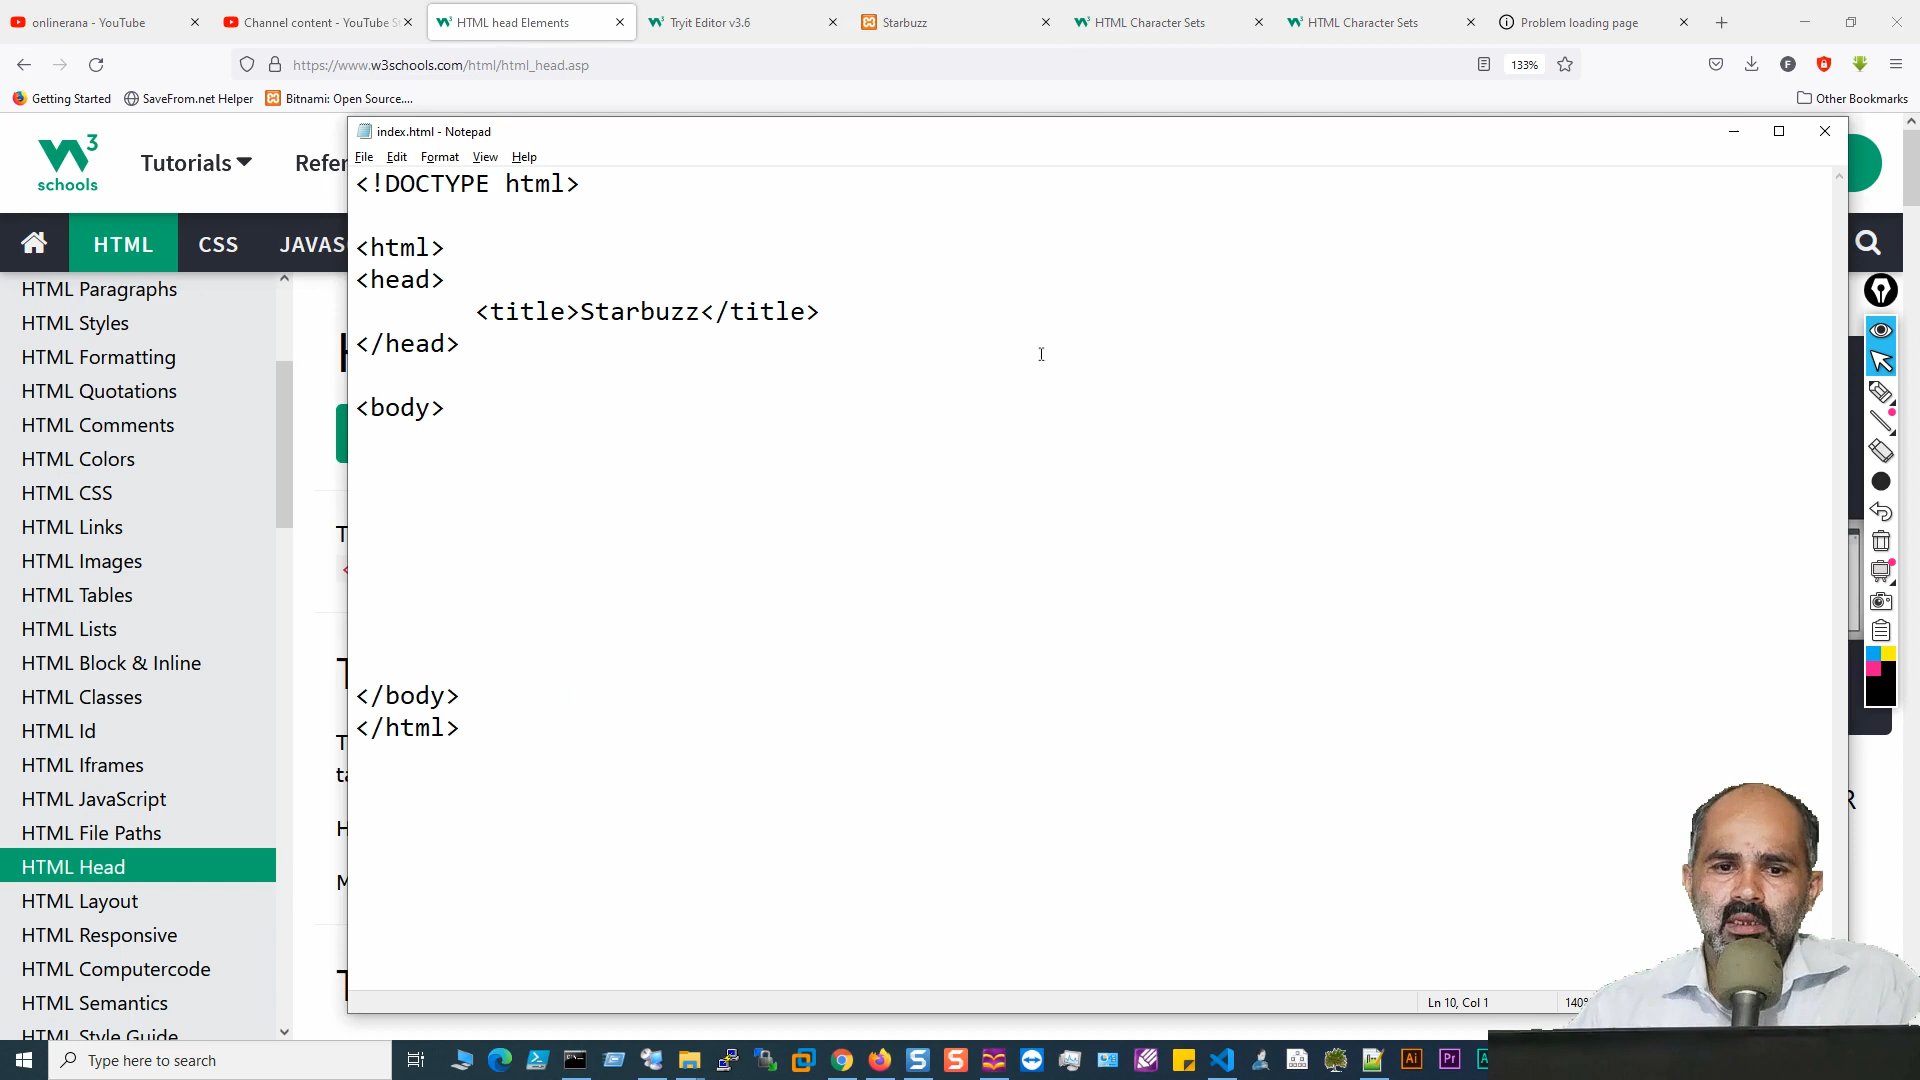 onlinerana - YouTube
Channel content - YouTube S
HTML head Elements
Tryit Editor v3.6
Starbuzz
HTML Character Sets
HTML Character Sets
Problem loading page
https://www.w3schools.com/html/html_head.asp
133%
Getting Started
SaveFrom.net Helper
Bitnami: Open Source....
Other Bookmarks
W3
schools
Tutorials
Refer
HTML
CSS
JAVAS
HTML Paragraphs
HTML Styles
HTML Formatting
HTML Quotations
HTML Comments
HTML Colors
HTML CSS
HTML Links
HTML Images
HTML Tables
HTML Lists
HTML Block & Inline
HTML Classes
HTML Id
HTML Iframes
HTML JavaScript
HTML File Paths
HTML Head
HTML Layout
HTML Responsive
HTML Computercode
HTML Semantics
HTML Style Guide
index.html - Notepad
File Edit Format View Help
<!DOCTYPE html>
<html>
<head>
<title>Starbuzz</title>
</head>
<body>
</body>
</html>
Ln 10, Col 1
140%
Type here to search